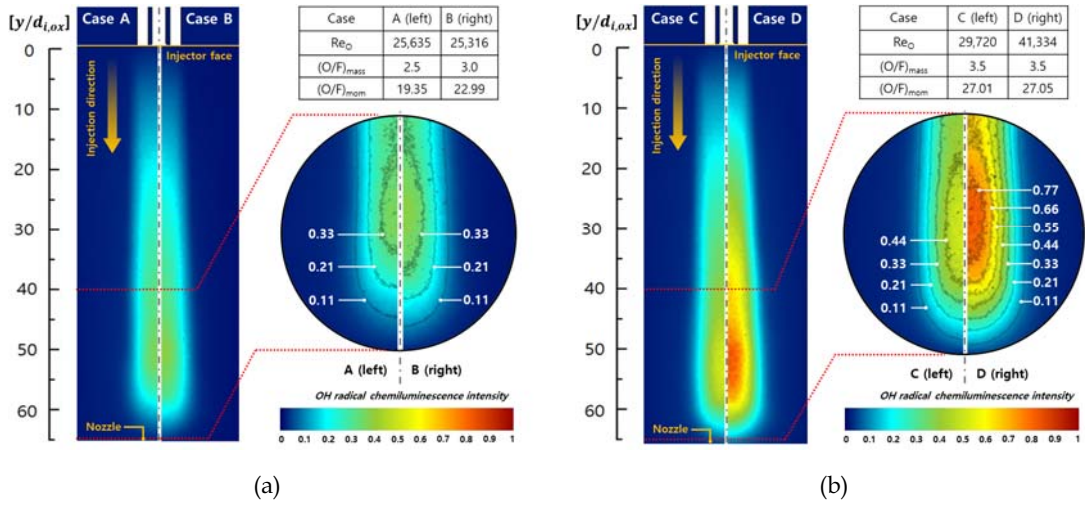 [y/d_{i,ox}]
Case A
Case B
Injector face
Injection direction
0
10
20
30
40
50
60
Nozzle
Case A (left) B (right)
Re_O 25,635 25,316
(O/F)_mass 2.5 3.0
(O/F)_mom 19.35 22.99
0.33 0.33
0.21 0.21
0.11 0.11
A (left) B (right)
OH radical chemiluminescence intensity
0 0.1 0.2 0.3 0.4 0.5 0.6 0.7 0.8 0.9 1
(a)
[y/d_{i,ox}]
Case C
Case D
Injector face
Injection direction
0
10
20
30
40
50
60
Nozzle
Case C (left) D (right)
Re_O 29,720 41,334
(O/F)_mass 3.5 3.5
(O/F)_mom 27.01 27.05
0.77
0.66
0.55
0.44 0.44
0.33 0.33
0.21 0.21
0.11 0.11
C (left) D (right)
OH radical chemiluminescence intensity
0 0.1 0.2 0.3 0.4 0.5 0.6 0.7 0.8 0.9 1
(b)